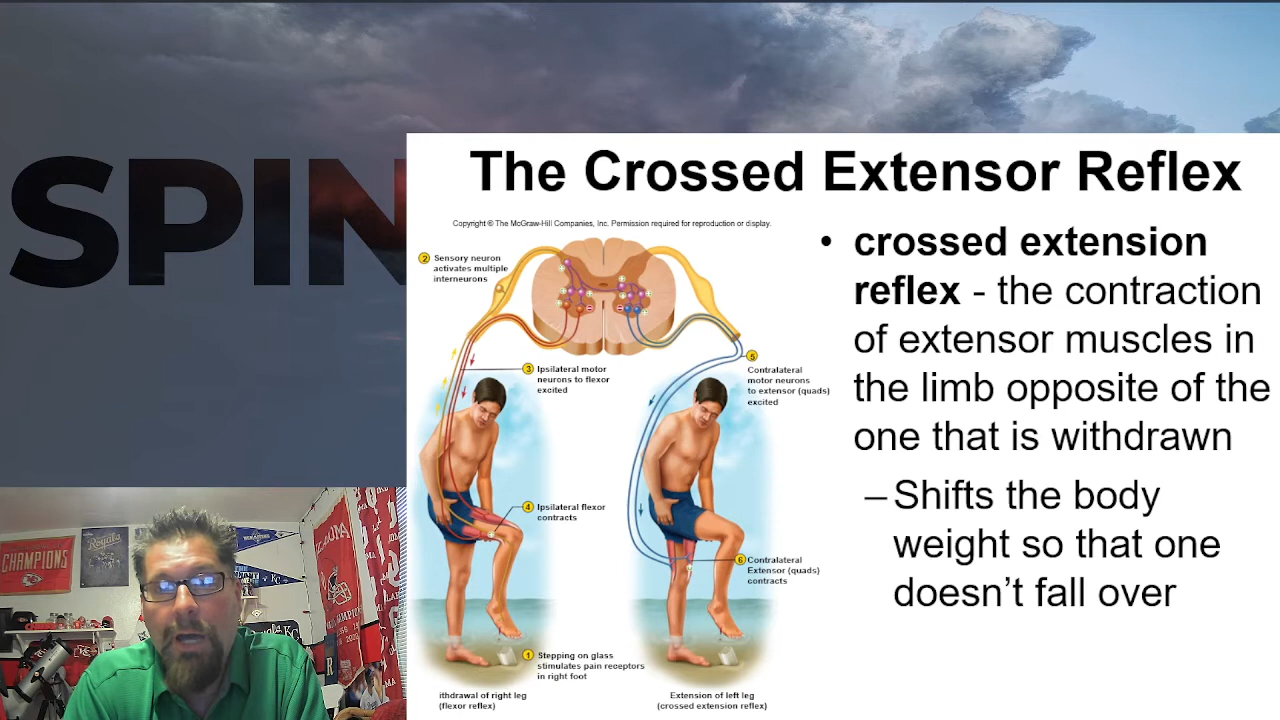 SPIN
The Crossed Extensor Reflex
Copyright © The McGraw-Hill Companies, Inc. Permission required for reproduction or display.
2 Sensory neuron
activates multiple
interneurons
3 Ipsilateral motor
neurons to flexor
excited
5
Contralateral
motor neurons
to extensor (quads)
excited
4 Ipsilateral flexor
contracts
6 Contralateral
Extensor (quads)
contracts
1 Stepping on glass
stimulates pain receptors
in right foot
ithdrawal of right leg
(flexor reflex)
Extension of left leg
(crossed extension reflex)
• crossed extension
reflex - the contraction
of extensor muscles in
the limb opposite of the
one that is withdrawn
–Shifts the body
weight so that one
doesn’t fall over
CHAMPIONS
Royals
KC